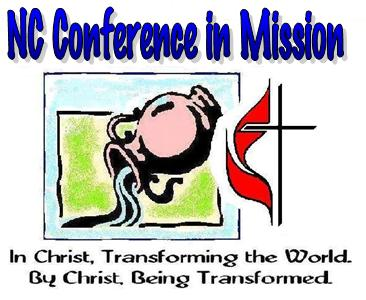 NC Conference in Mission
In Christ, Transforming the World.
By Christ, Being Transformed.